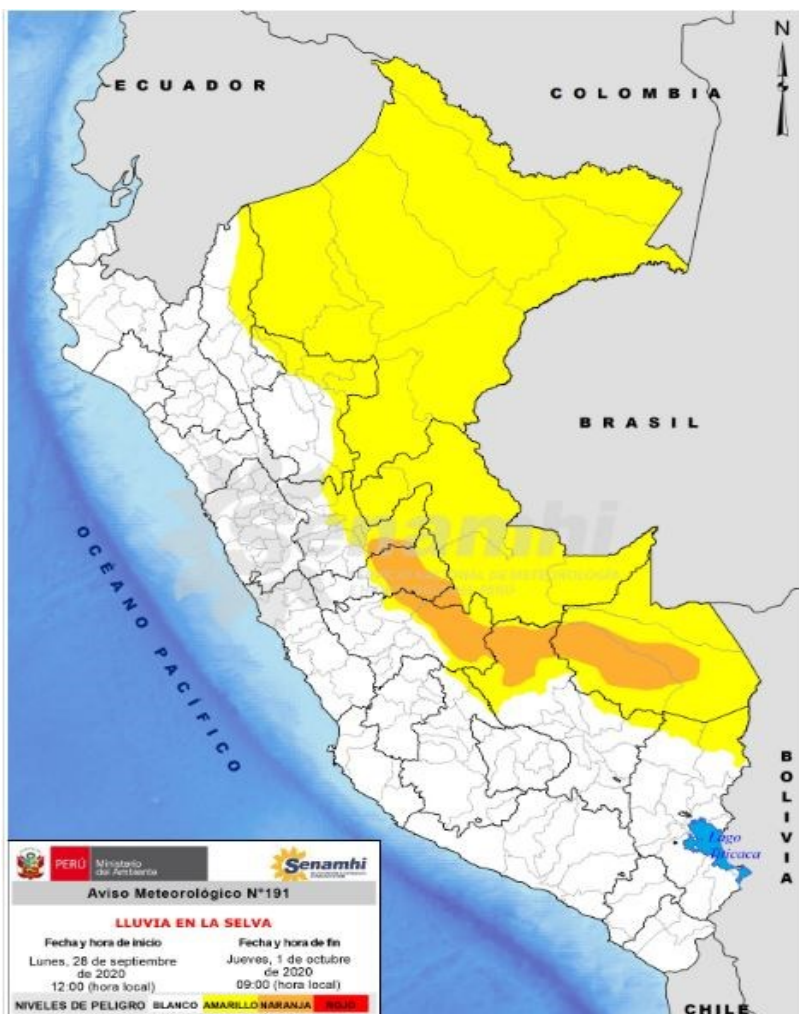 N
ECUADOR
COLOMBIA
BRASIL
Senamhi
OCÉANO PACÍFICO
BOLIVIA
Lago
Titicaca
PERÚ
Ministerio
del Ambiente
Senamhi
Aviso Meteorológico N°191
LLUVIA EN LA SELVA
Fecha y hora de inicio
Lunes, 28 de septiembre
de 2020
12:00 (hora local)
Fecha y hora de fin
Jueves, 1 de octubre
de 2020
09:00 (hora local)
NIVELES DE PELIGRO BLANCO AMARILLO NARANJA ROJO
CHILE